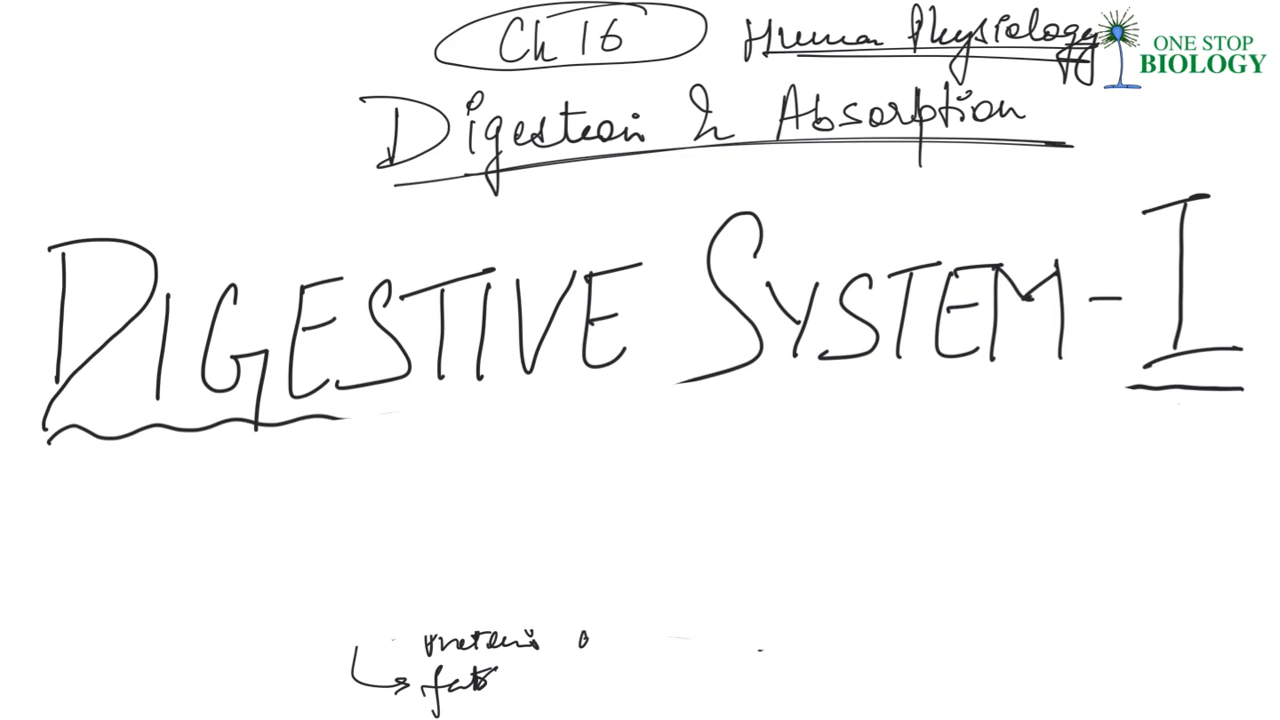 Ch 16 Human Physiology
ONE STOP
BIOLOGY
Digestion & Absorption
DIGESTIVE SYSTEM - I
proteins
fats